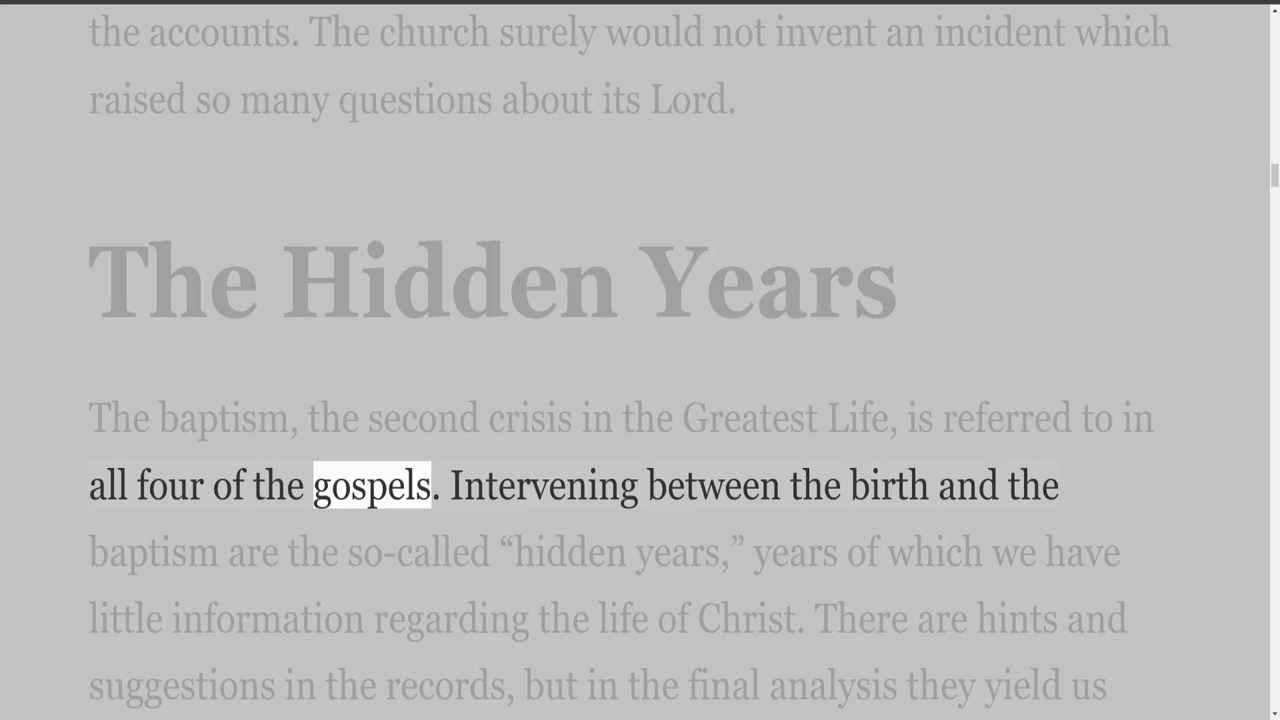 the accounts. The church surely would not invent an incident which
raised so many questions about its Lord.
The Hidden Years
The baptism, the second crisis in the Greatest Life, is referred to in
all four of the gospels. Intervening between the birth and the
baptism are the so-called “hidden years,” years of which we have
little information regarding the life of Christ. There are hints and
suggestions in the records, but in the final analysis they yield us